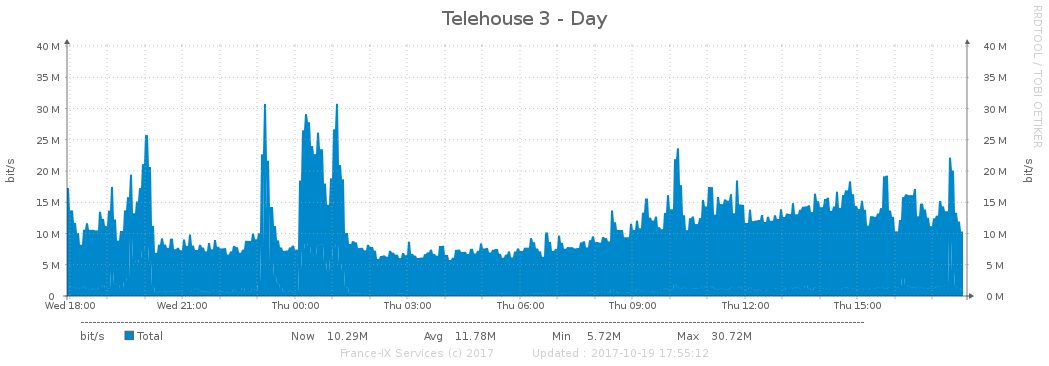 Telehouse 3 - Day
RRDTOOL / TOBI OETIKER
40 M 40 M
35 M 35 M
30 M 30 M
25 M 25 M
20 M 20 M
15 M 15 M
10 M 10 M
5 M 5 M
0 0 M
bit/s bit/s
Wed 18:00 Wed 21:00 Thu 00:00 Thu 03:00 Thu 06:00 Thu 09:00 Thu 12:00 Thu 15:00
bit/s Total Now 10.29M Avg 11.78M Min 5.72M Max 30.72M
France-IX Services (c) 2017 Updated : 2017-10-19 17:55:12